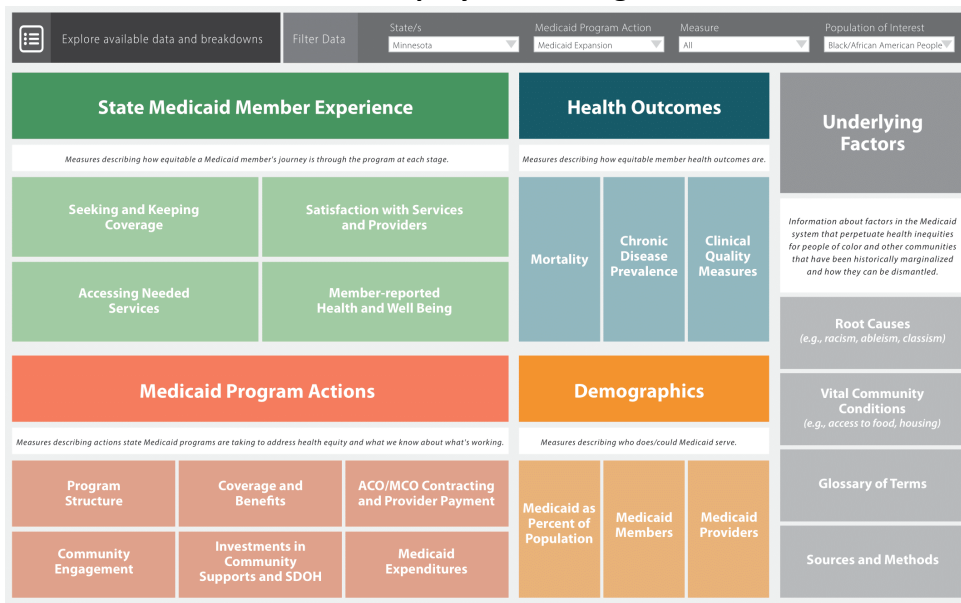 Explore available data and breakdowns
Filter Data
State/s
Minnesota
Medicaid Program Action
Medicaid Expansion
Measure
All
Population of Interest
Black/African American People
State Medicaid Member Experience
Measures describing how equitable a Medicaid member's journey is through the program at each stage.
Seeking and Keeping
Coverage
Satisfaction with Services
and Providers
Accessing Needed
Services
Member-reported
Health and Well Being
Health Outcomes
Measures describing how equitable member health outcomes are.
Mortality
Chronic
Disease
Prevalence
Clinical
Quality
Measures
Underlying
Factors
Information about factors in the Medicaid
system that perpetuate health inequities
for people of color and other communities
that have been historically marginalized
and how they can be dismantled.
Root Causes
(e.g., racism, ableism, classism)
Vital Community
Conditions
(e.g., access to food, housing)
Glossary of Terms
Sources and Methods
Medicaid Program Actions
Measures describing actions state Medicaid programs are taking to address health equity and what we know about what's working.
Program
Structure
Coverage and
Benefits
ACO/MCO Contracting
and Provider Payment
Community
Engagement
Investments in
Community
Supports and SDOH
Medicaid
Expenditures
Demographics
Measures describing who does/could Medicaid serve.
Medicaid as
Percent of
Population
Medicaid
Members
Medicaid
Providers